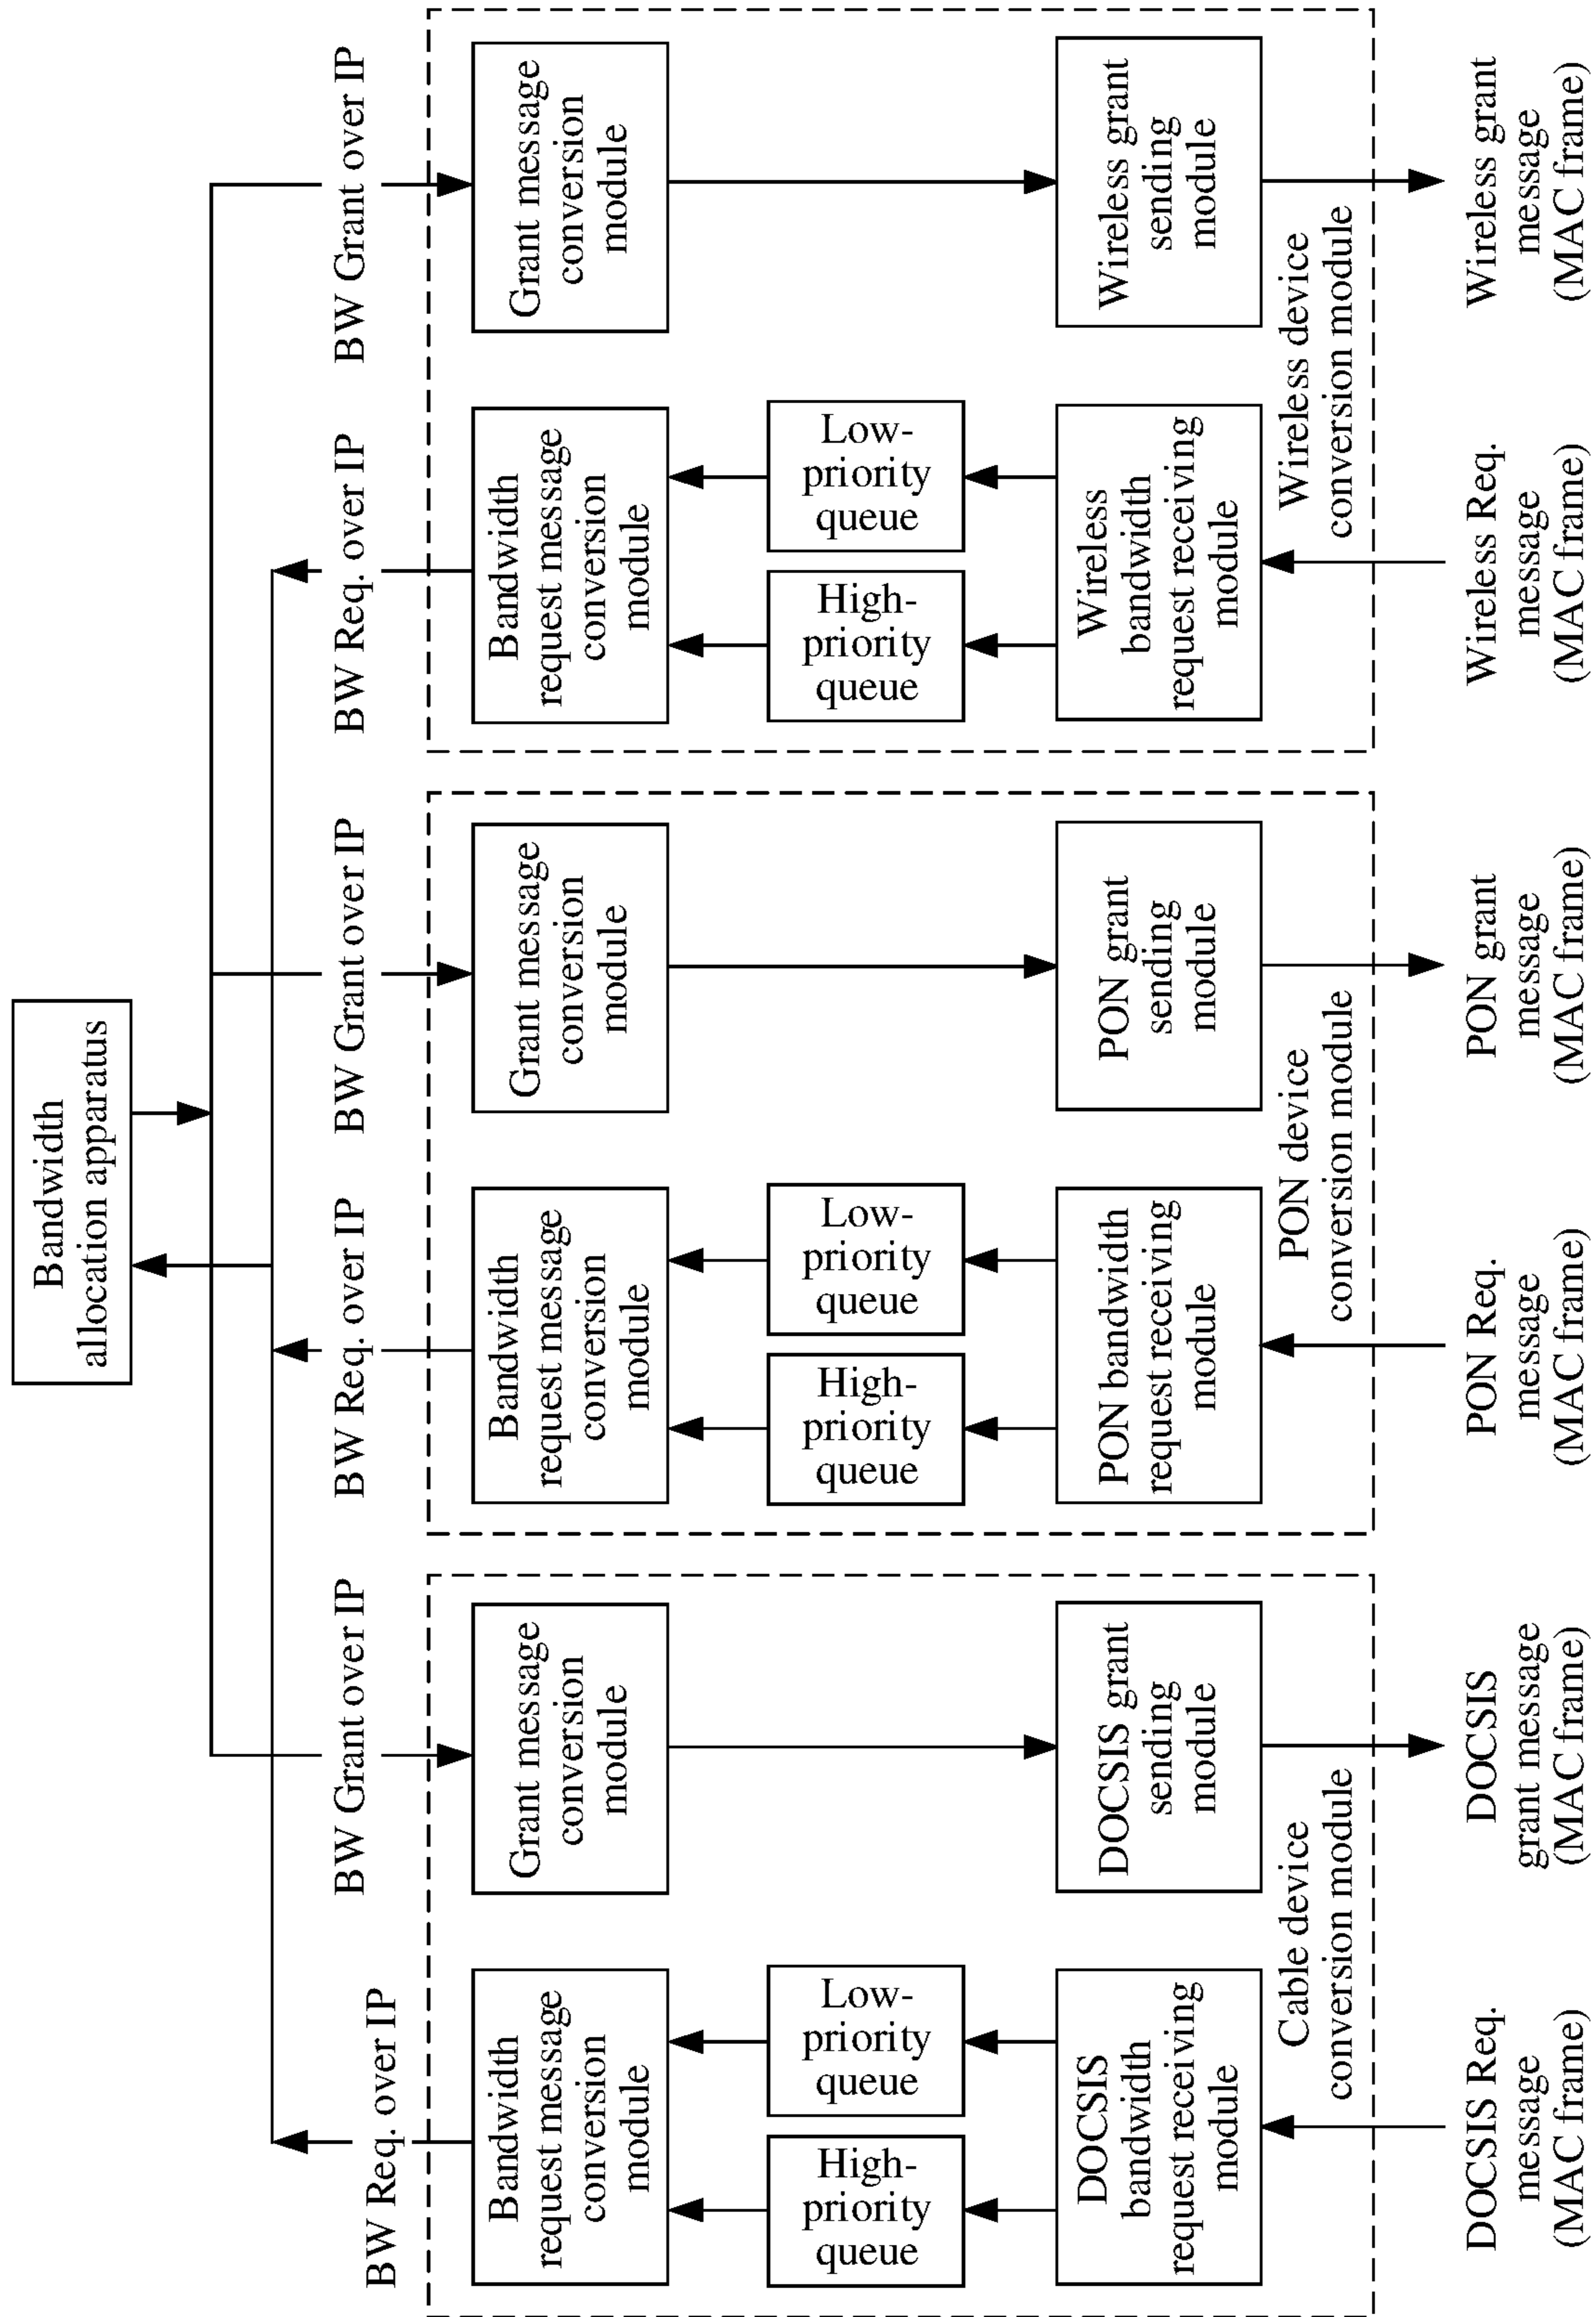 Bandwidth
allocation apparatus
BW Req. over IP
BW Grant over IP
BW Req. over IP
BW Grant over IP
BW Req. over IP
BW Grant over IP
Bandwidth
request message
conversion
module
High-
priority
queue
Low-
priority
queue
DOCSIS
bandwidth
request receiving
module
Grant message
conversion
module
DOCSIS grant
sending
module
Cable device
conversion module
DOCSIS Req.
message
(MAC frame)
DOCSIS
grant message
(MAC frame)
Bandwidth
request message
conversion
module
High-
priority
queue
Low-
priority
queue
PON bandwidth
request receiving
module
Grant message
conversion
module
PON grant
sending
module
PON device
conversion module
PON Req.
message
(MAC frame)
PON grant
message
(MAC frame)
Bandwidth
request message
conversion
module
High-
priority
queue
Low-
priority
queue
Wireless
bandwidth
request receiving
module
Grant message
conversion
module
Wireless grant
sending
module
Wireless device
conversion module
Wireless Req.
message
(MAC frame)
Wireless grant
message
(MAC frame)